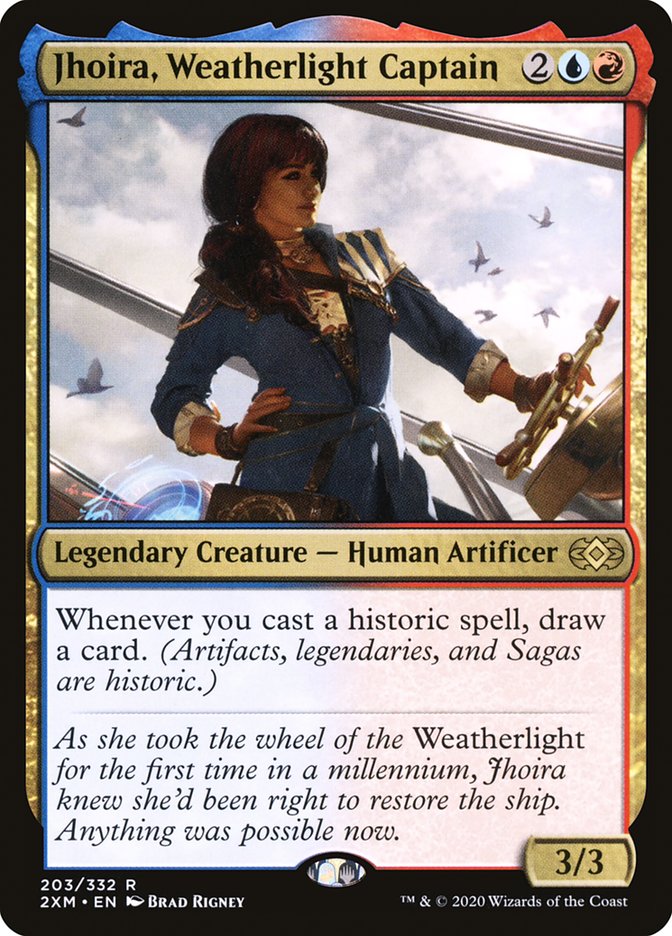 Jhoira, Weatherlight Captain 2
Legendary Creature — Human Artificer
Whenever you cast a historic spell, draw
a card. (Artifacts, legendaries, and Sagas
are historic.)
As she took the wheel of the Weatherlight
for the first time in a millennium, Jhoira
knew she'd been right to restore the ship.
Anything was possible now.
3/3
203/332 R
2XM • EN Brad Rigney
™ & © 2020 Wizards of the Coast